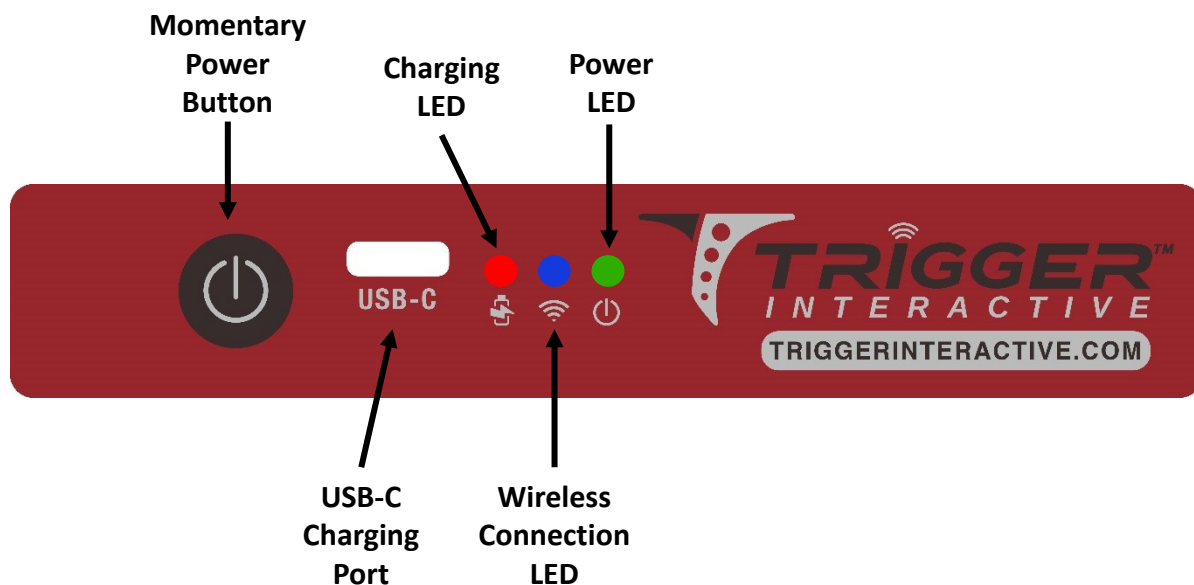 Momentary
Power
Button
Charging
LED
Power
LED
USB-C
TRIGGER™
INTERACTIVE
TRIGGERINTERACTIVE.COM
USB-C
Charging
Port
Wireless
Connection
LED